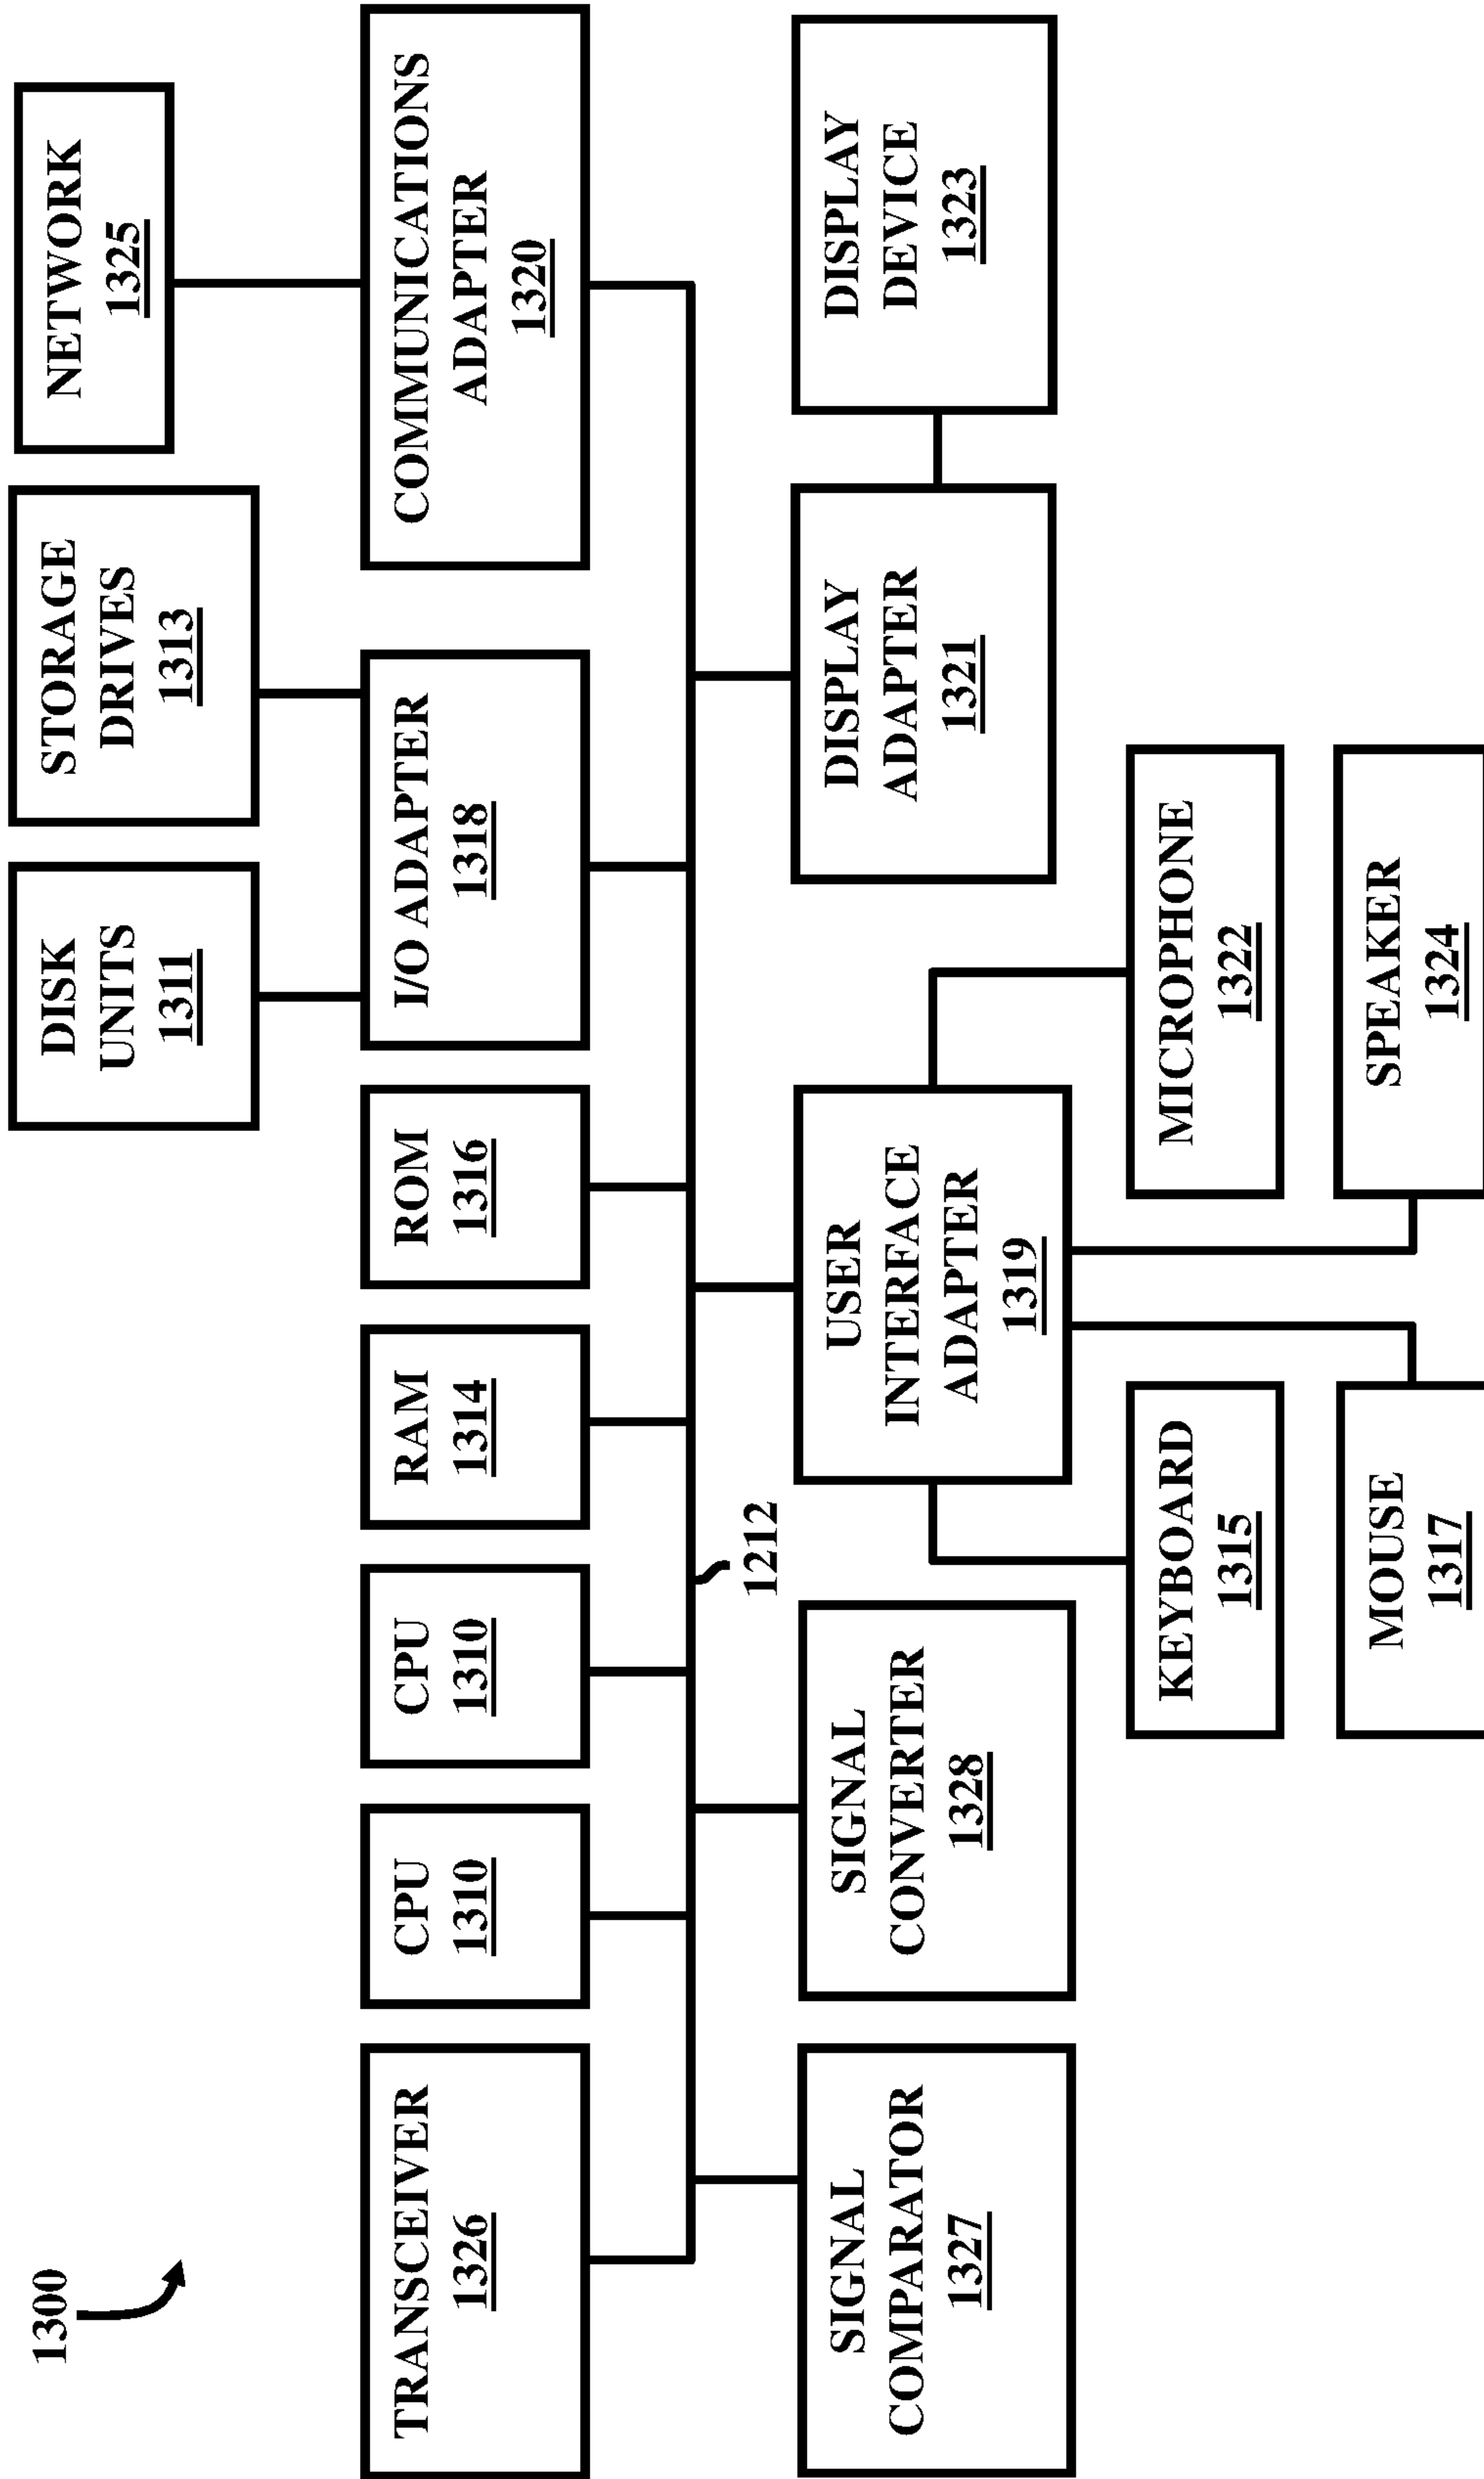 1300
DISK
UNITS
1311
STORAGE
DRIVES
1313
NETWORK
1325
TRANSCEIVER
1326
CPU
1310
CPU
1310
RAM
1314
ROM
1316
I/O ADAPTER
1318
COMMUNICATIONS
ADAPTER
1320
1212
SIGNAL
COMPARATOR
1327
SIGNAL
CONVERTER
1328
USER
INTERFACE
ADAPTER
1319
DISPLAY
ADAPTER
1321
DISPLAY
DEVICE
1323
KEYBOARD
1315
MICROPHONE
1322
MOUSE
1317
SPEAKER
1324